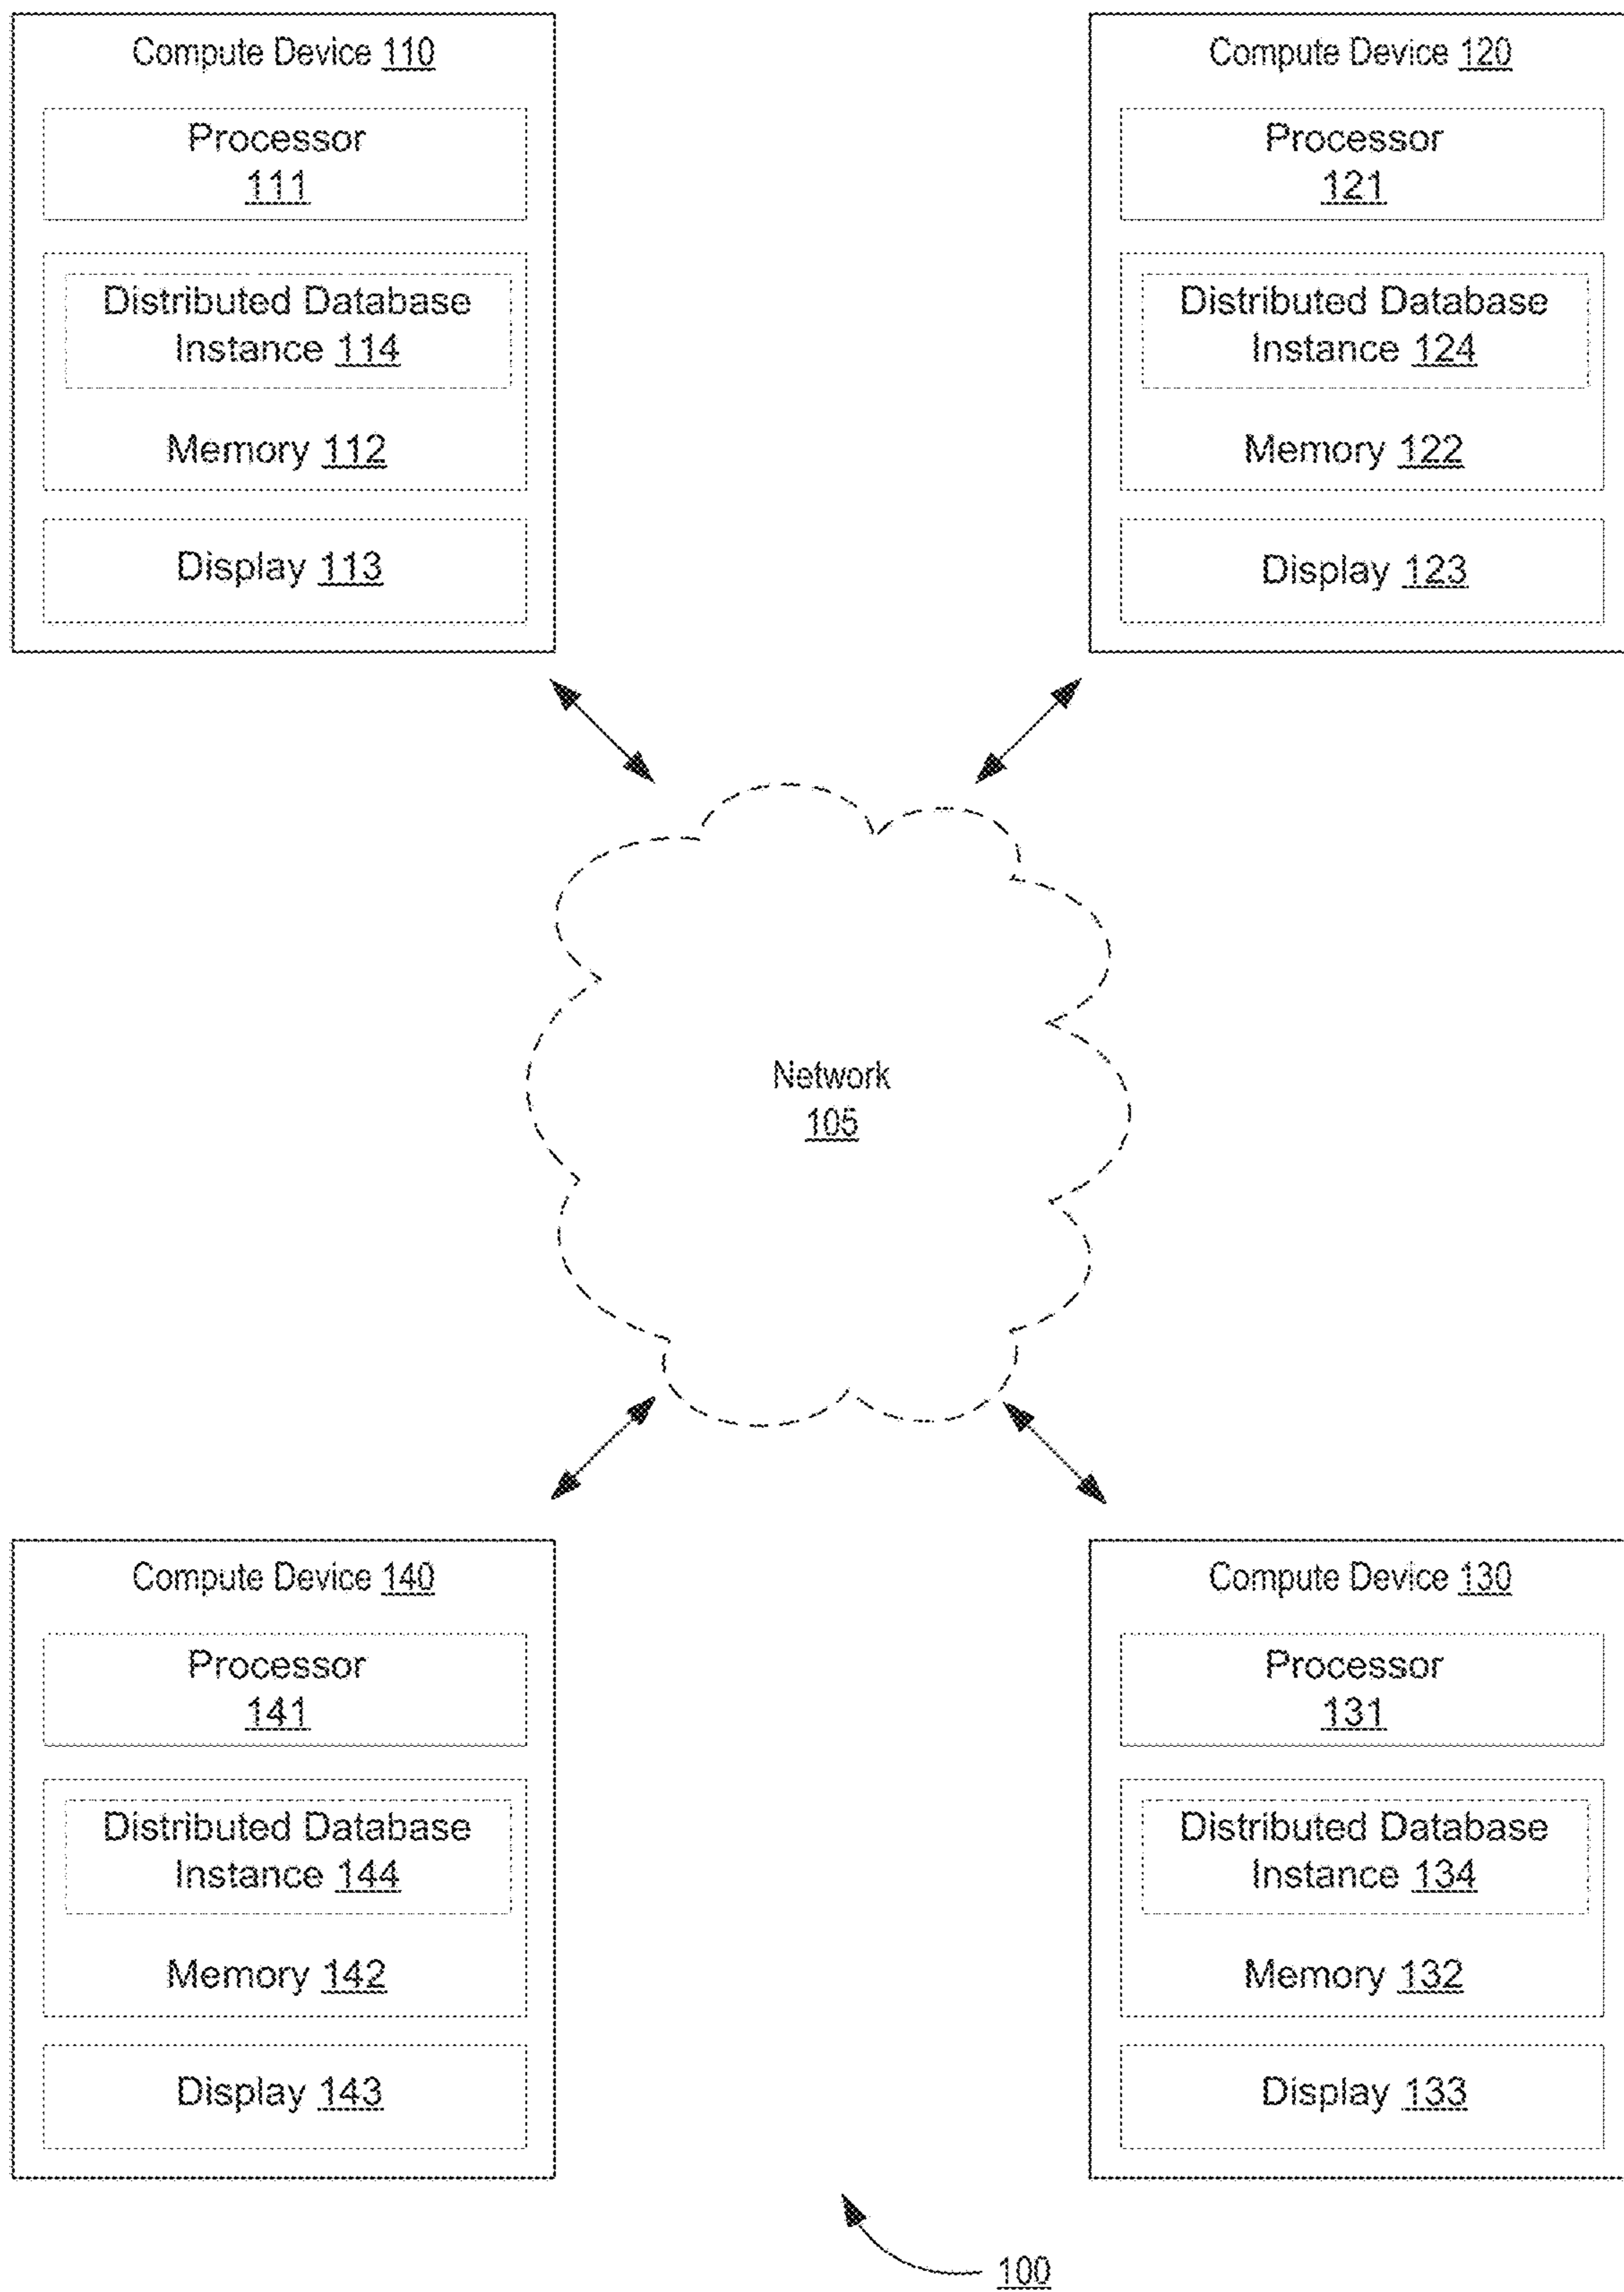 Compute Device 110
Processor
111
Distributed Database
Instance 114
Memory 112
Display 113
Compute Device 120
Processor
121
Distributed Database
Instance 124
Memory 122
Display 123
Network
105
Compute Device 140
Processor
141
Distributed Database
Instance 144
Memory 142
Display 143
Compute Device 130
Processor
131
Distributed Database
Instance 134
Memory 132
Display 133
100